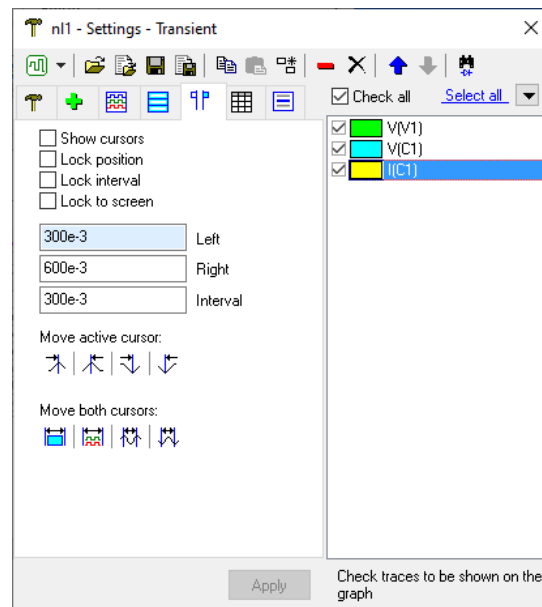 nl1 - Settings - Transient
Check all
Select all
Show cursors
Lock position
Lock interval
Lock to screen
300e-3
Left
600e-3
Right
300e-3
Interval
Move active cursor:
Move both cursors:
Apply
V(V1)
V(C1)
I(C1)
Check traces to be shown on the
graph